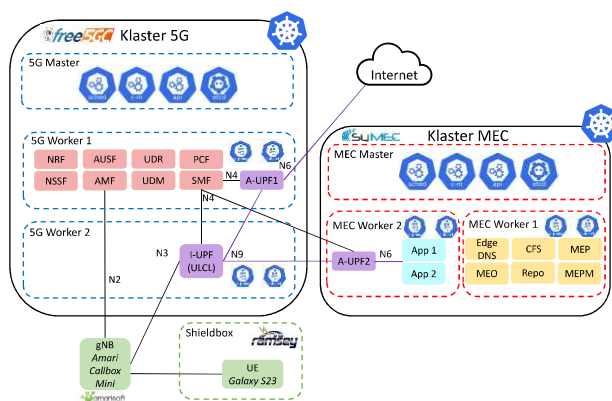 free5GC Klaster 5G
5G Master
sched
c-m
api
etcd
Internet
5G Worker 1
NRF
AUSF
UDR
PCF
NSSF
AMF
UDM
SMF
N4
A-UPF1
N6
N4
5G Worker 2
I-UPF
(ULCL)
N3
N9
N2
SUMEC
Klaster MEC
MEC Master
sched
c-m
api
etcd
MEC Worker 2
A-UPF2
N6
App 1
App 2
MEC Worker 1
Edge
DNS
CFS
MEP
MEO
Repo
MEPM
gNB
Amari
Callbox
Mini
amarisoft
Shieldbox
ramsey
UE
Galaxy S23